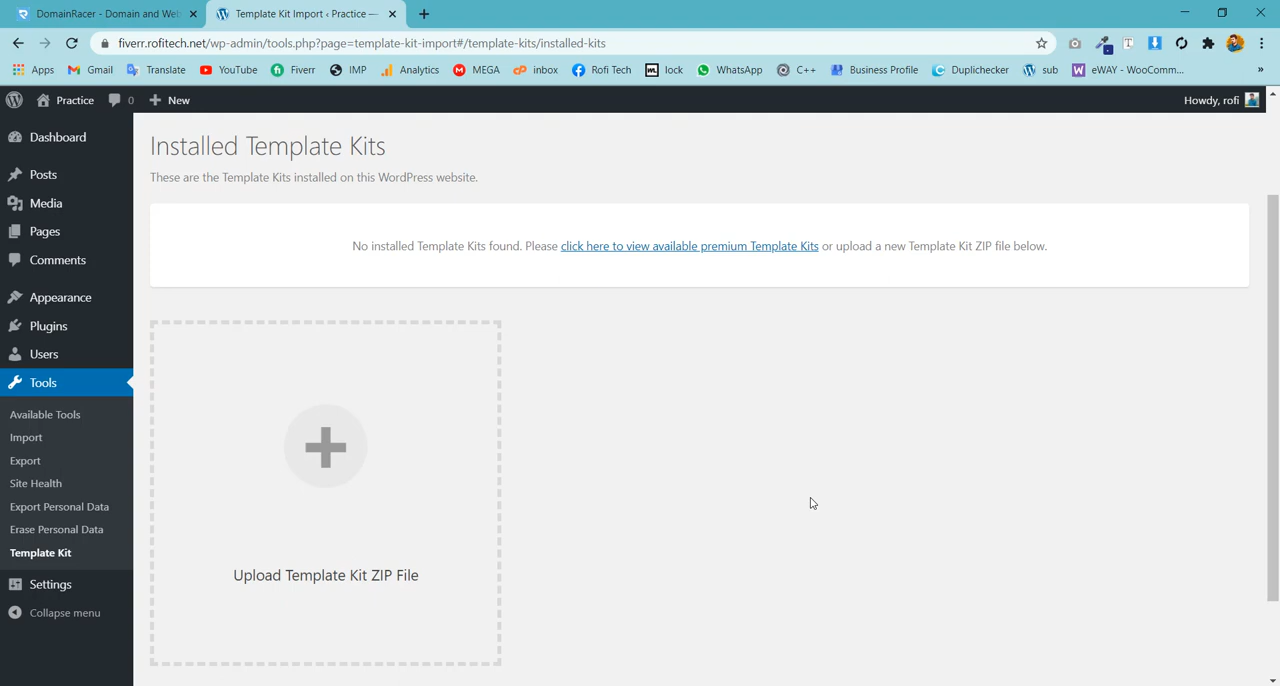 DomainRacer - Domain and Web
Template Kit Import ‹ Practice —
fiverr.rofitech.net/wp-admin/tools.php?page=template-kit-import#/template-kits/installed-kits
Apps
Gmail
Translate
YouTube
Fiverr
IMP
Analytics
MEGA
inbox
Rofi Tech
lock
WhatsApp
C++
Business Profile
Duplichecker
sub
eWAY - WooComm...
»
Practice
0
New
Howdy, rofi
Dashboard
Posts
Media
Pages
Comments
Appearance
Plugins
Users
Tools
Available Tools
Import
Export
Site Health
Export Personal Data
Erase Personal Data
Template Kit
Settings
Collapse menu
Installed Template Kits
These are the Template Kits installed on this WordPress website.
No installed Template Kits found. Please click here to view available premium Template Kits or upload a new Template Kit ZIP file below.
Upload Template Kit ZIP File